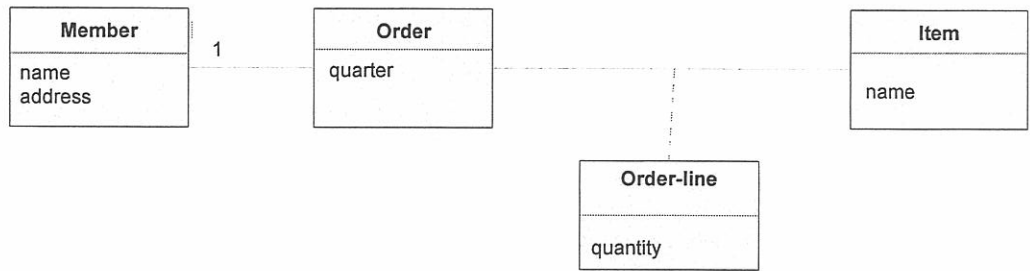 Member
name
address
1
Order
quarter
Item
name
Order-line
quantity